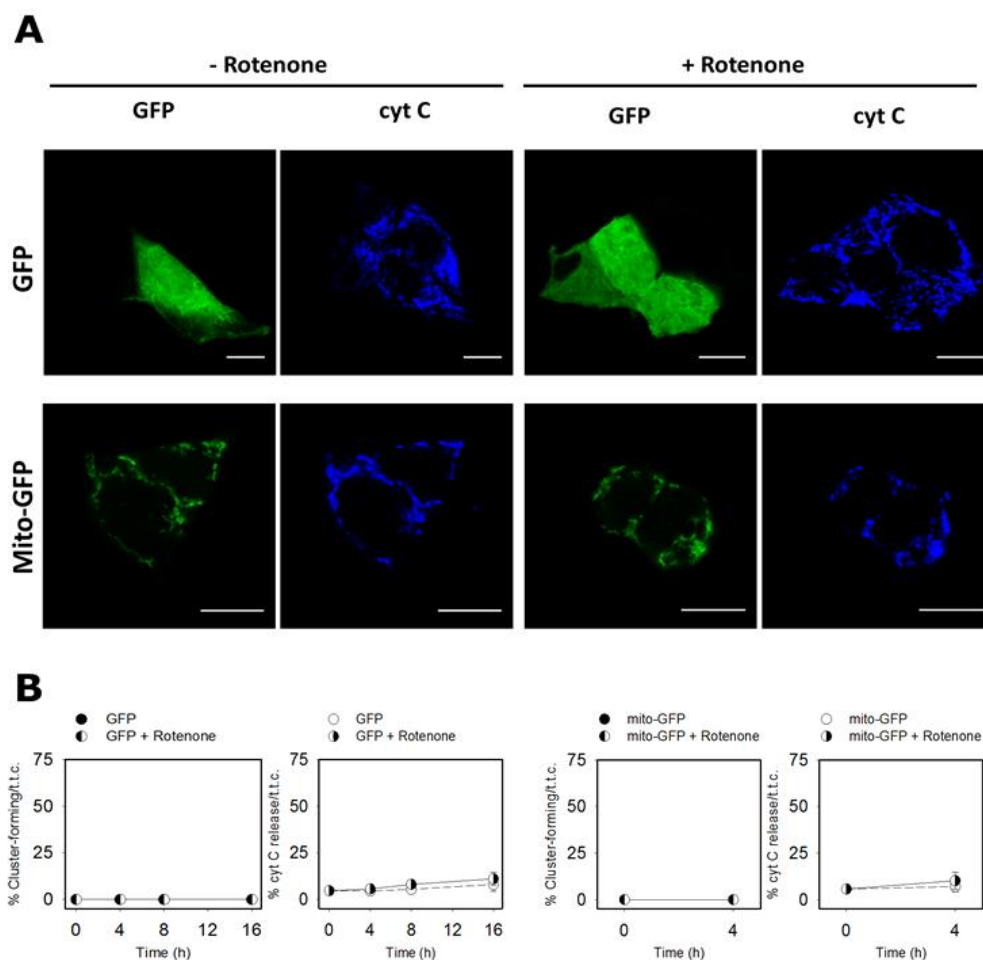 A
- Rotenone
+ Rotenone
GFP
cyt C
GFP
cyt C
GFP
Mito-GFP
B
GFP
GFP + Rotenone
GFP
GFP + Rotenone
mito-GFP
mito-GFP + Rotenone
mito-GFP
mito-GFP + Rotenone
% Cluster-forming/t.t.c.
75
50
25
0
0 4 8 12 16
Time (h)
% cyt C release/t.t.c.
75
50
25
0
0 4 8 12 16
Time (h)
% Cluster-forming/t.t.c.
75
50
25
0
0 4
Time (h)
% cyt C release/t.t.c.
75
50
25
0
0 4
Time (h)